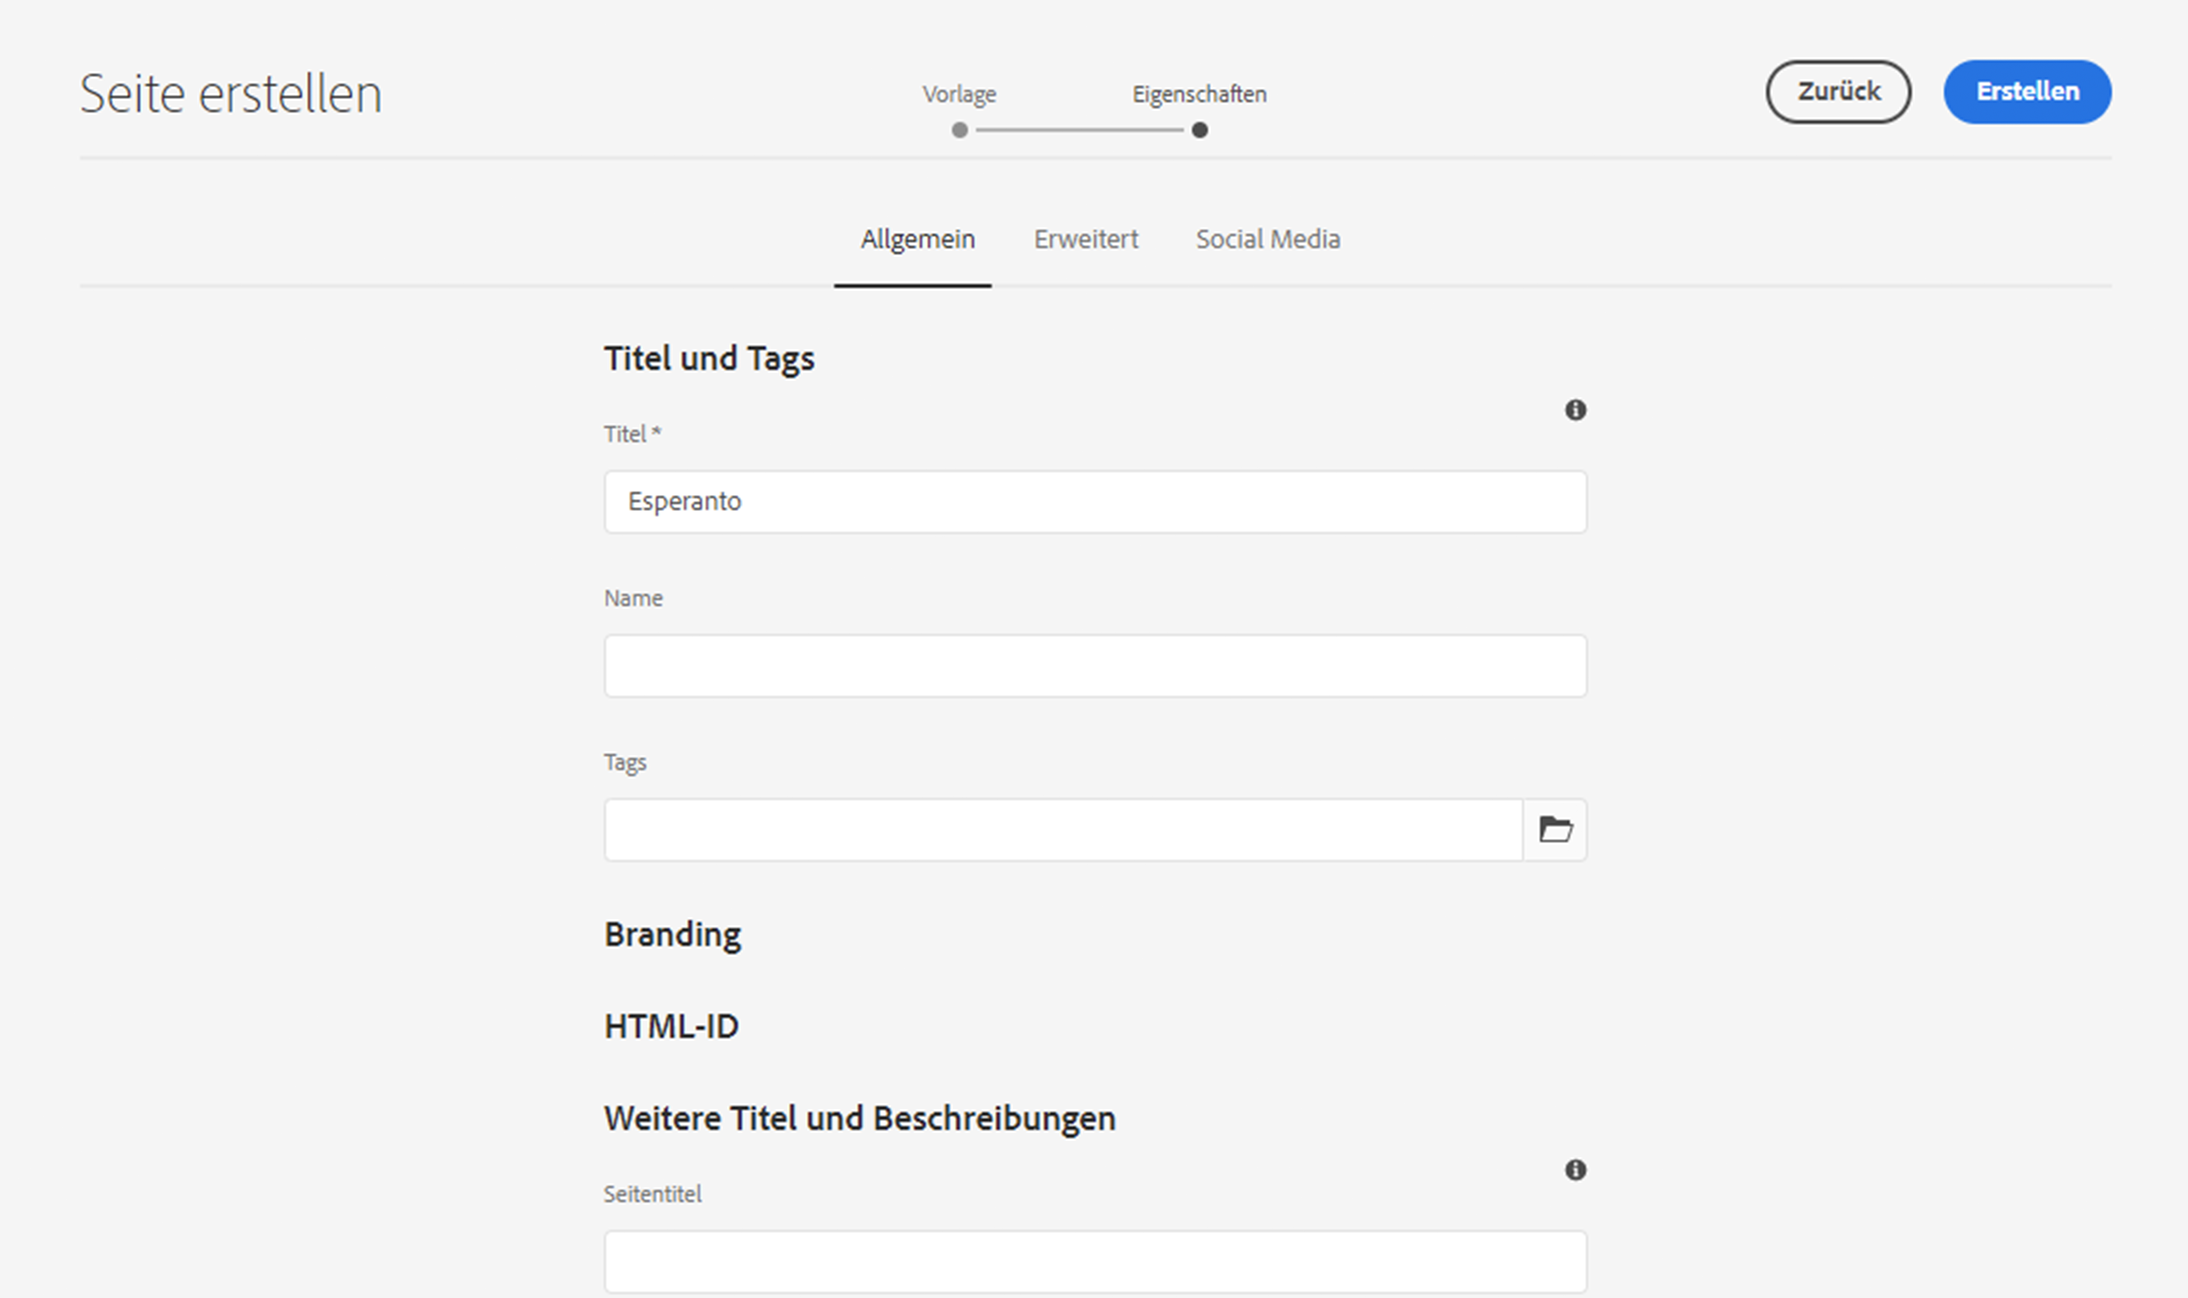 Seite erstellen
Vorlage
Eigenschaften
Zurück
Erstellen
Allgemein
Erweitert
Social Media
Titel und Tags
Titel *
Esperanto
Name
Tags
Branding
HTML-ID
Weitere Titel und Beschreibungen
Seitentitel